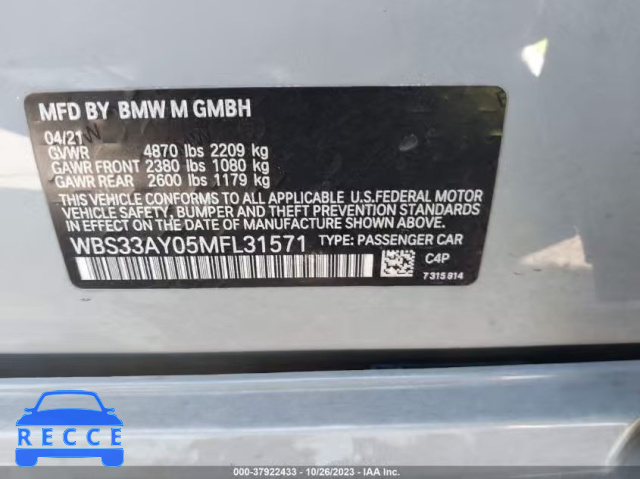 MFD BY BMW M GMBH
04/21
GVWR 4870 lbs 2209 kg
GAWR FRONT 2380 lbs 1080 kg
GAWR REAR 2600 lbs 1179 kg
THIS VEHICLE CONFORMS TO ALL APPLICABLE U.S.FEDERAL MOTOR
VEHICLE SAFETY, BUMPER AND THEFT PREVENTION STANDARDS
IN EFFECT ON THE DATE OF MANUFACTURE SHOWN ABOVE.
WBS33AY05MFL31571 TYPE: PASSENGER CAR
C4P
7315814
RECCE
000-37922433 - 10/26/2023 - IAA Inc.